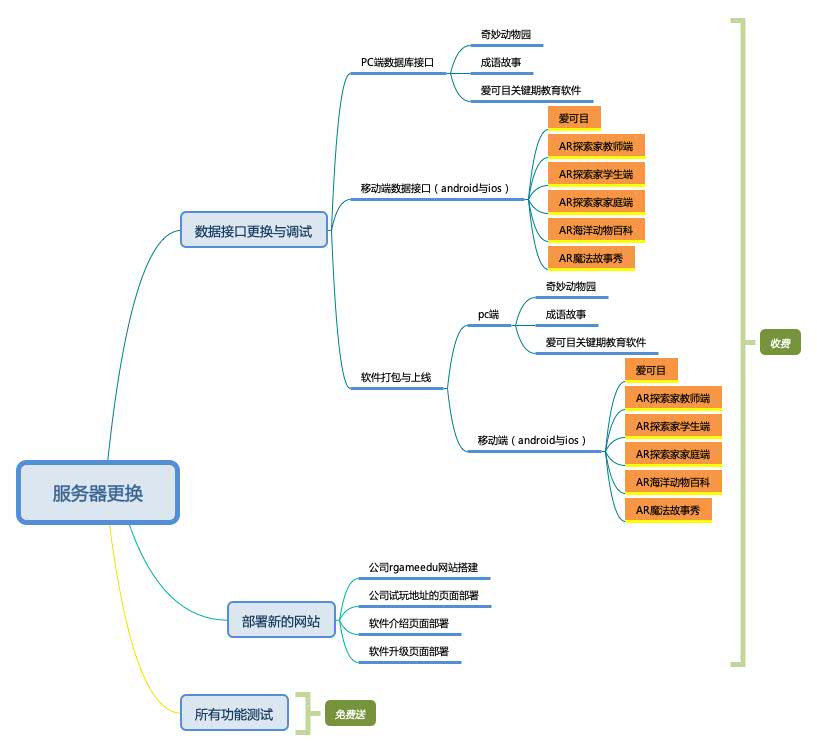 服务器更换
数据接口更换与调试
PC端数据库接口
奇妙动物园
成语故事
爱可目关键期教育软件
移动端数据接口（android与ios）
爱可目
AR探索家教师端
AR探索家学生端
AR探索家家庭端
AR海洋动物百科
AR魔法故事秀
软件打包与上线
pc端
奇妙动物园
成语故事
爱可目关键期教育软件
移动端（android与ios）
爱可目
AR探索家教师端
AR探索家学生端
AR探索家家庭端
AR海洋动物百科
AR魔法故事秀
部署新的网站
公司rgameedu网站搭建
公司试玩地址的页面部署
软件介绍页面部署
软件升级页面部署
收费
所有功能测试
免费送